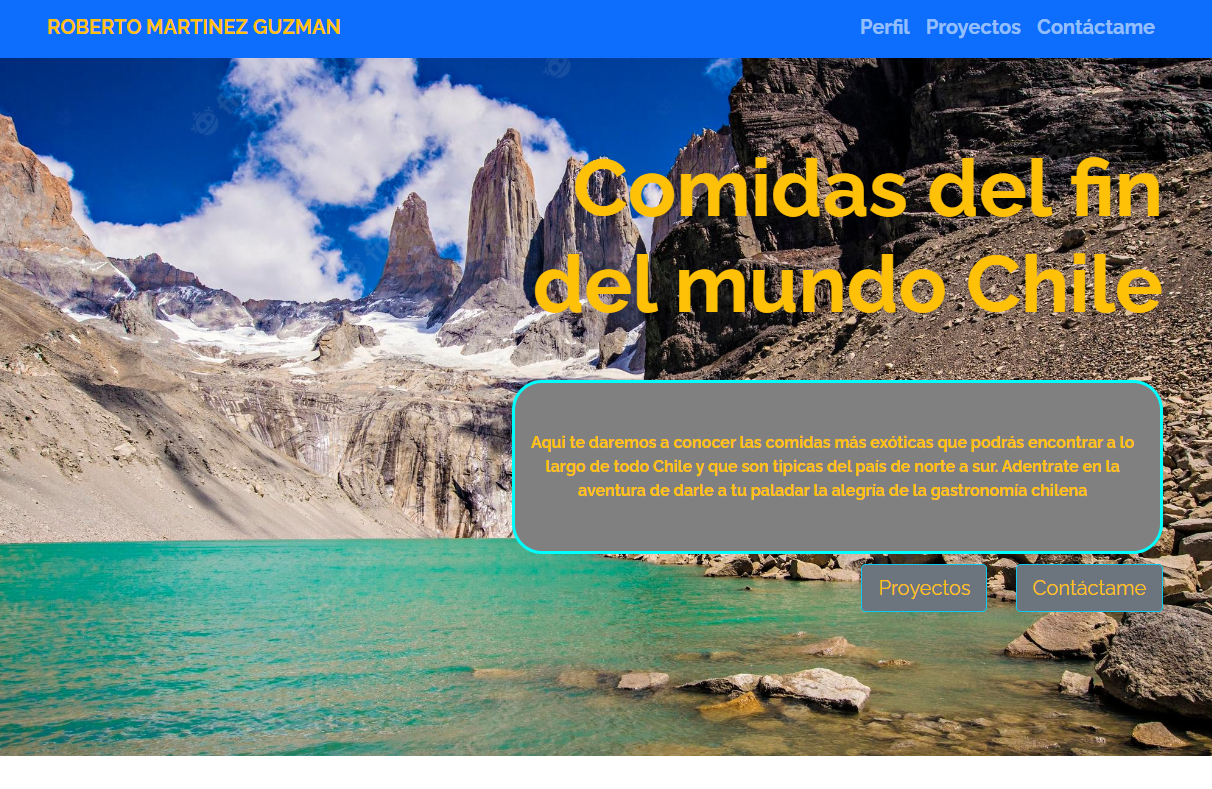 ROBERTO MARTINEZ GUZMAN
Perfil Proyectos Contáctame
Comidas del fin
del mundo Chile
Aqui te daremos a conocer las comidas más exóticas que podrás encontrar a lo
largo de todo Chile y que son tipicas del país de norte a sur. Adentrate en la
aventura de darle a tu paladar la alegría de la gastronomía chilena
Proyectos Contáctame